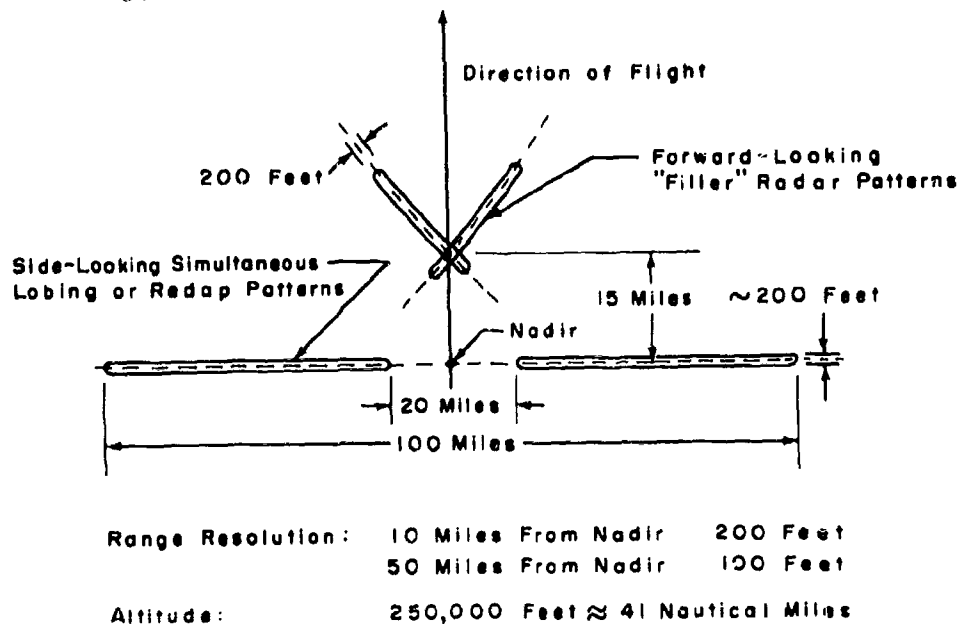 Direction of Flight
200 Feet
Forward-Looking
"Filler" Radar Patterns
Side-Looking Simultaneous
Lobing or Redap Patterns
15 Miles
~200 Feet
Nadir
20 Miles
100 Miles
Range Resolution: 10 Miles From Nadir 200 Feet
50 Miles From Nadir 100 Feet
Altitude: 250,000 Feet ≈ 41 Nautical Miles